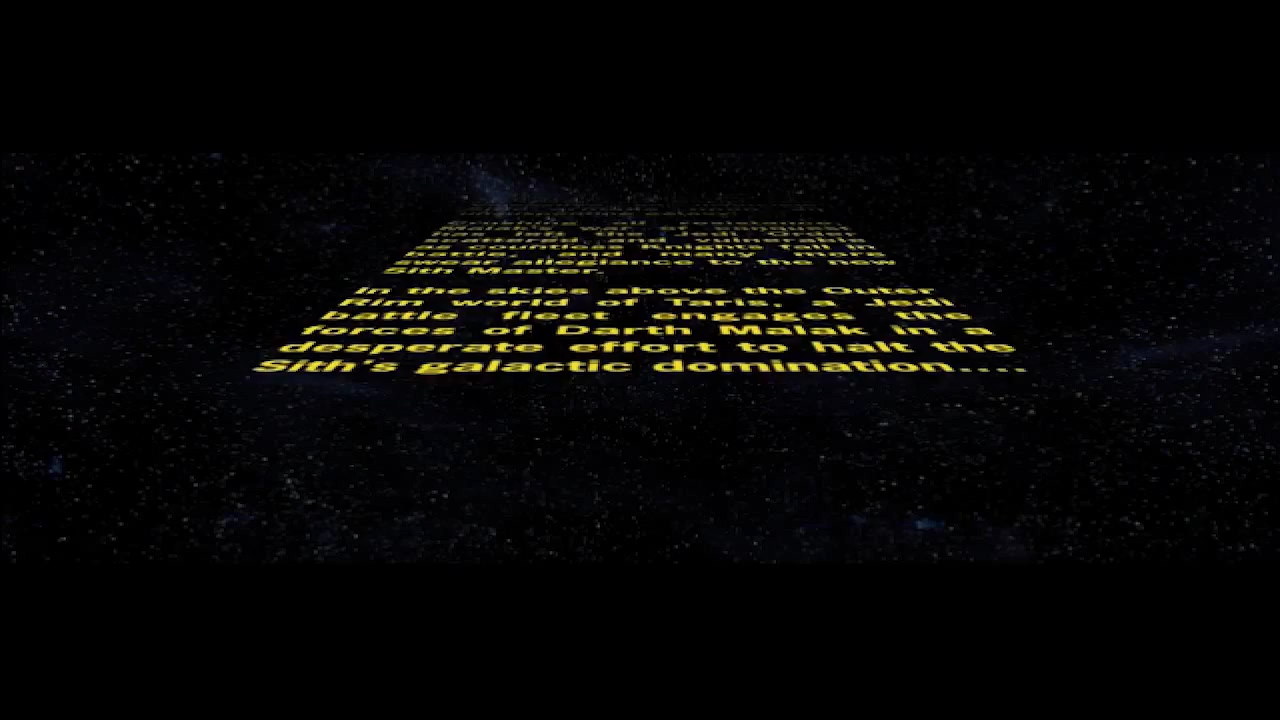 Malak's war of conquest
has left the Jedi Order
scattered and vulnerable
as countless Knights fall in
battle and many more
swear allegiance to the new
Sith Master.
In the skies above the Outer
Rim world of Taris, a Jedi
battle fleet engages the
forces of Darth Malak in a
desperate effort to halt the
Sith's galactic domination....